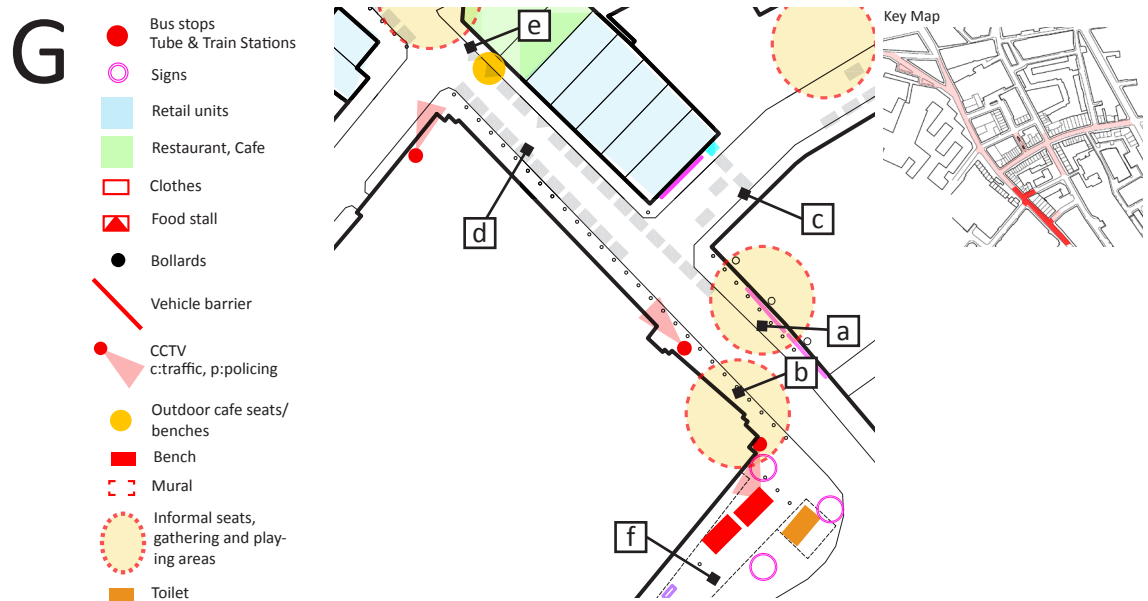 G
Bus stops
Tube & Train Stations
Signs
Retail units
Restaurant, Cafe
Clothes
Food stall
Bollards
Vehicle barrier
CCTV
c:traffic, p:policing
Outdoor cafe seats/
benches
Bench
Mural
Informal seats,
gathering and play-
ing areas
Toilet
e
d
c
a
b
f
Key Map